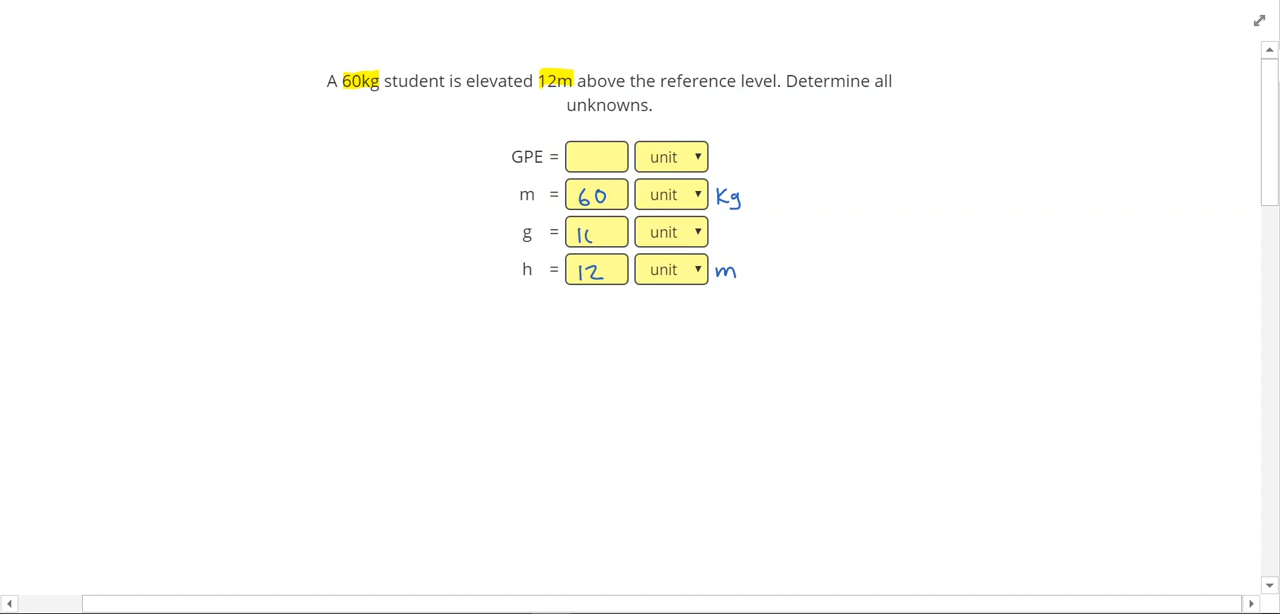 A 60kg student is elevated 12m above the reference level. Determine all
unknowns.
GPE = unit
m = 60 unit Kg
g = unit
h = 12 unit m